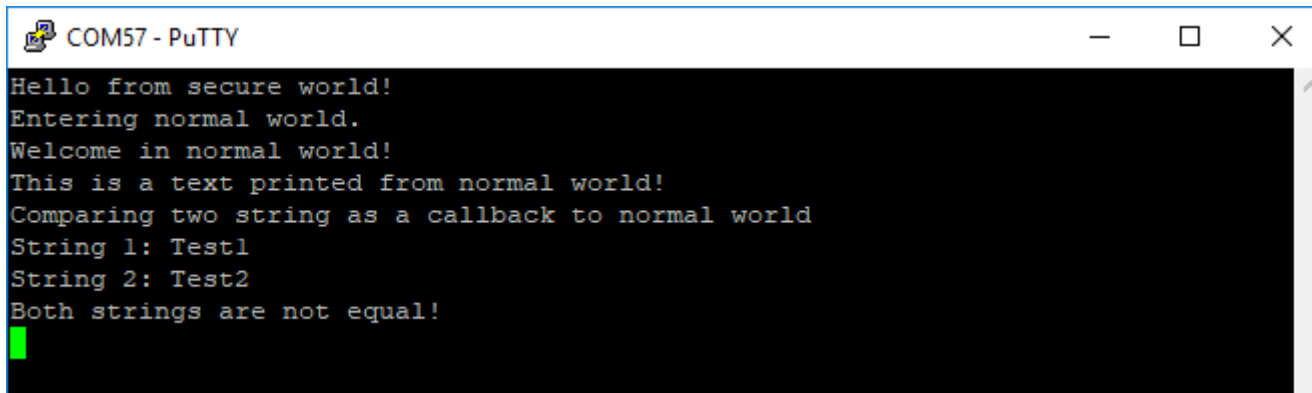 COM57 - PuTTY
Hello from secure world!
Entering normal world.
Welcome in normal world!
This is a text printed from normal world!
Comparing two string as a callback to normal world
String 1: Test1
String 2: Test2
Both strings are not equal!